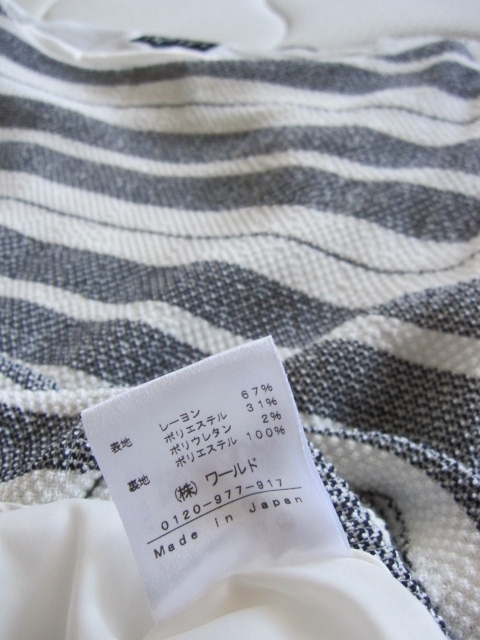 表地 レーヨン 67%
ポリエステル 31%
ポリウレタン 2%
裏地 ポリエステル 100%
㈱ ワールド
0120-977-917
Made in Japan